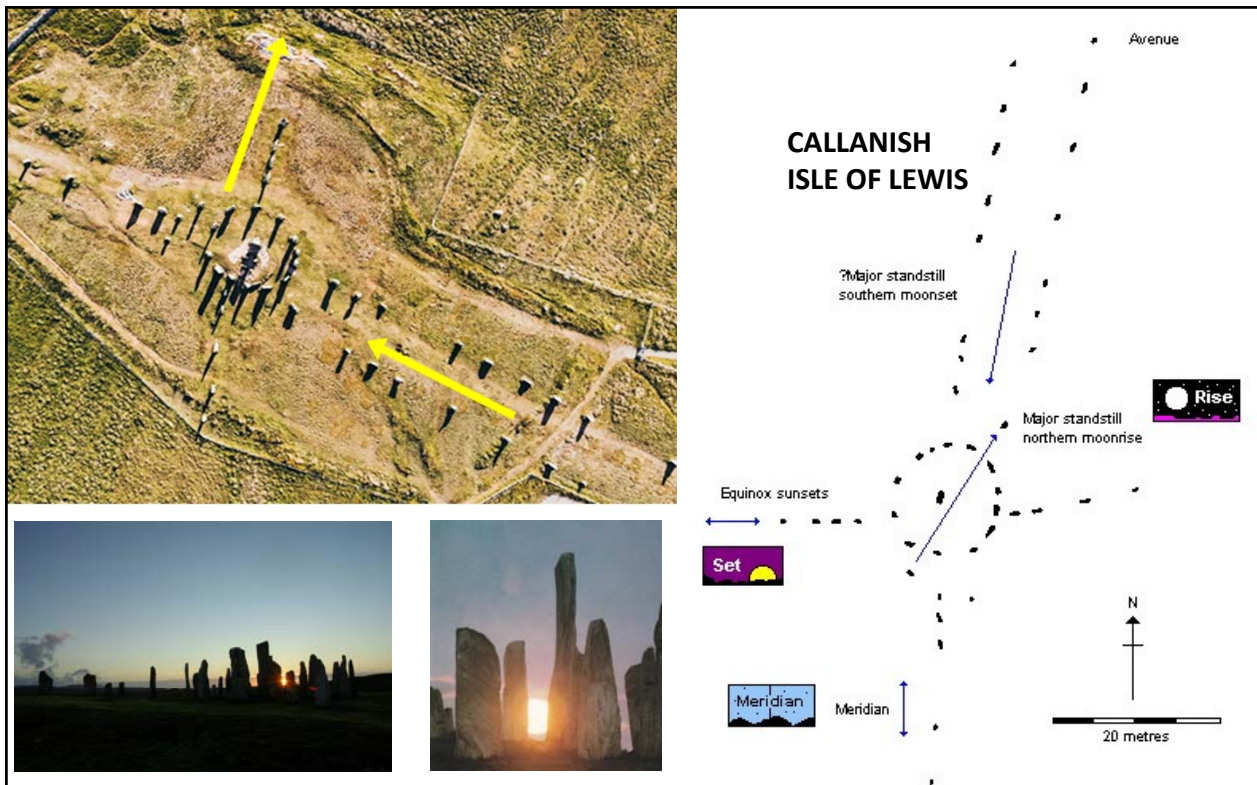 Avenue
CALLANISH
ISLE OF LEWIS
?Major standstill
southern moonset
Rise
Major standstill
northern moonrise
Equinox sunsets
Set
N
Meridian
Meridian
20 metres